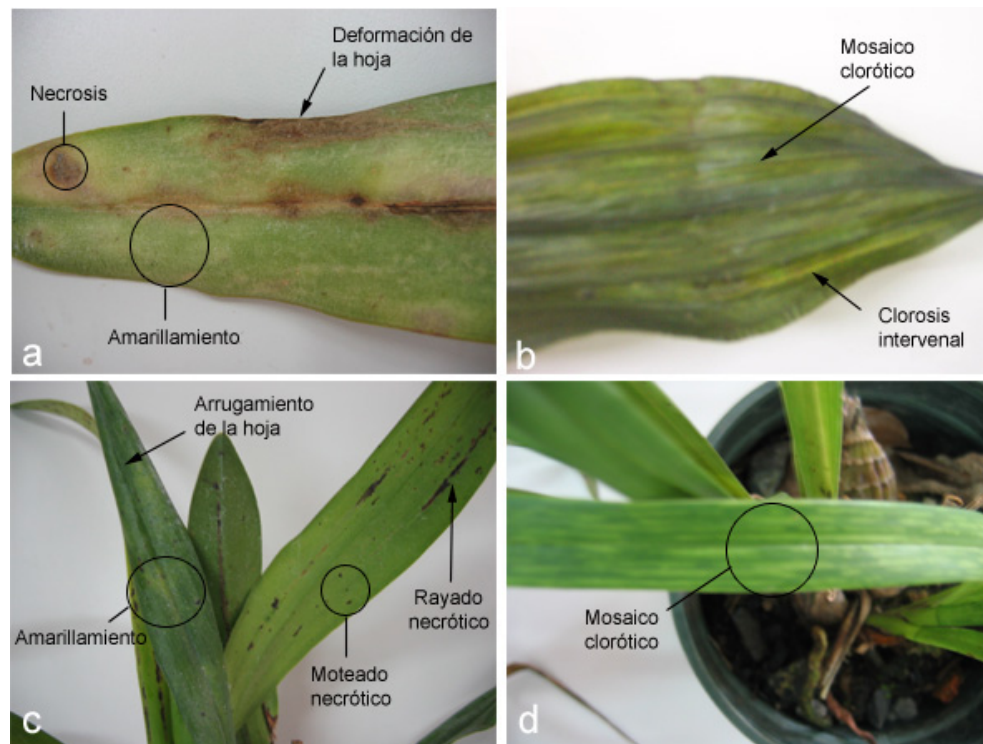 Deformación de
la hoja
Necrosis
Amarillamiento
a
Mosaico
clorótico
Clorosis
intervenal
b
Arrugamiento
de la hoja
Amarillamiento
Rayado
necrótico
Moteado
necrótico
c
Mosaico
clorótico
d